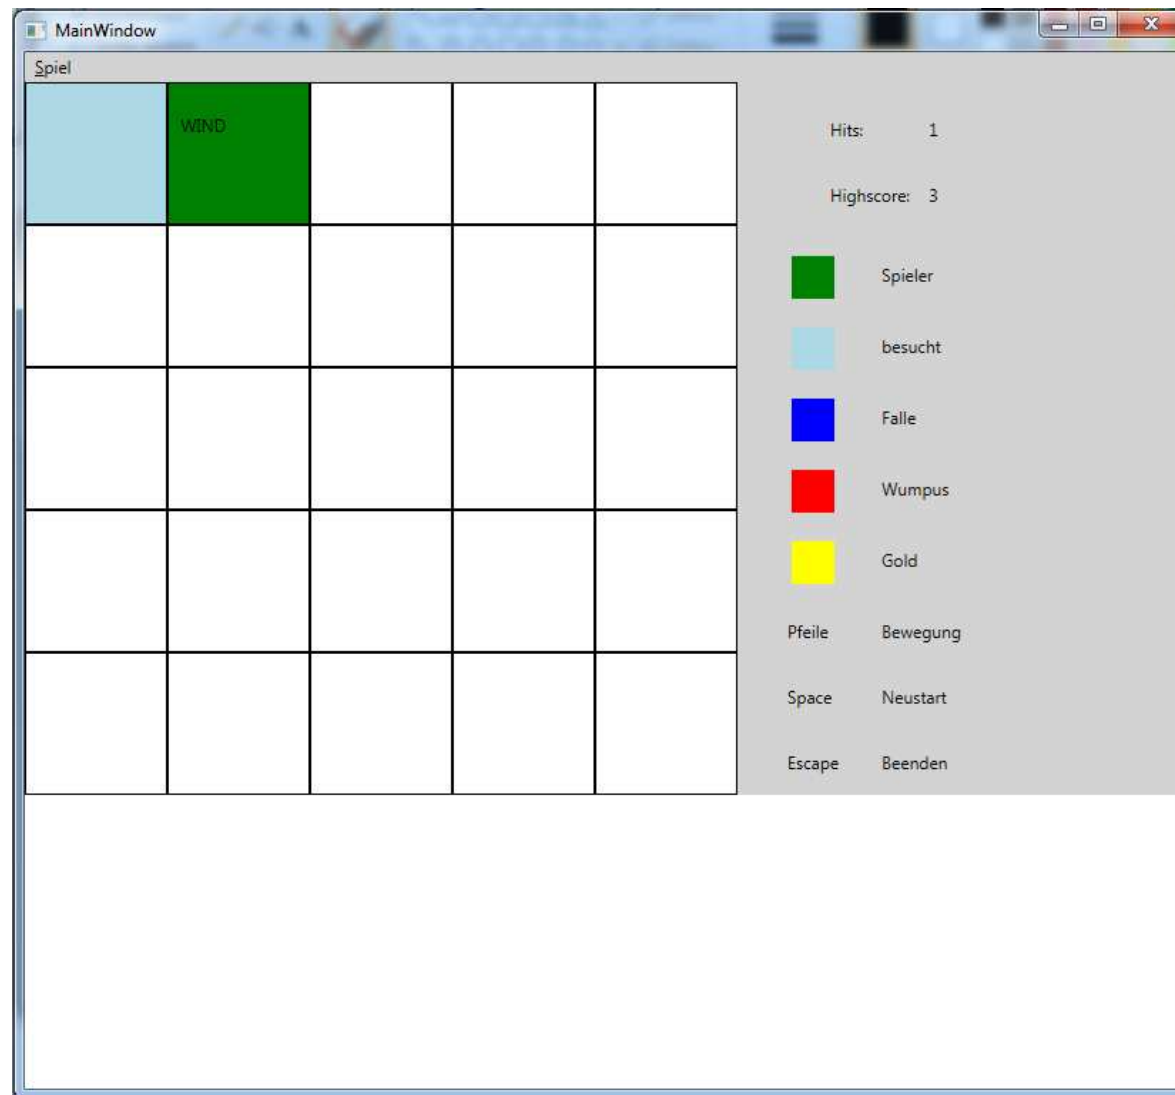 MainWindow
Spiel
WIND
Hits: 1
Highscore: 3
Spieler
besucht
Falle
Wumpus
Gold
Pfeile Bewegung
Space Neustart
Escape Beenden